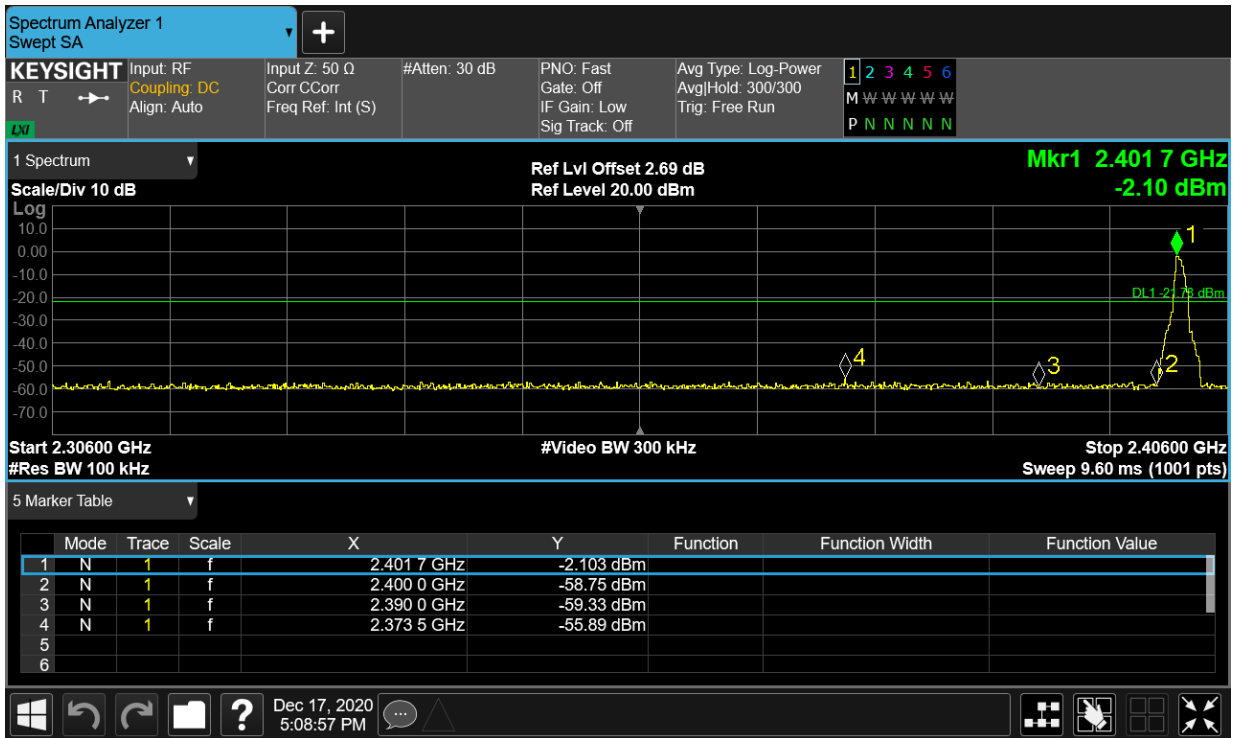 Spectrum Analyzer 1
Swept SA
KEYSIGHT
R T
LXI
Input: RF
Coupling: DC
Align: Auto
Input Z: 50 Ω
Corr CCorr
Freq Ref: Int (S)
#Atten: 30 dB
PNO: Fast
Gate: Off
IF Gain: Low
Sig Track: Off
Avg Type: Log-Power
Avg|Hold: 300/300
Trig: Free Run
1 2 3 4 5 6
M W W W W W
P N N N N N
1 Spectrum
Scale/Div 10 dB
Ref Lvl Offset 2.69 dB
Ref Level 20.00 dBm
Mkr1 2.401 7 GHz
-2.10 dBm
Log
10.0
0.00
-10.0
-20.0
-30.0
-40.0
-50.0
-60.0
-70.0
1
DL1 -21.78 dBm
4
3
2
Start 2.30600 GHz
#Res BW 100 kHz
#Video BW 300 kHz
Stop 2.40600 GHz
Sweep 9.60 ms (1001 pts)
5 Marker Table
Mode Trace Scale X Y Function Function Width Function Value
1 N 1 f 2.401 7 GHz -2.103 dBm
2 N 1 f 2.400 0 GHz -58.75 dBm
3 N 1 f 2.390 0 GHz -59.33 dBm
4 N 1 f 2.373 5 GHz -55.89 dBm
5
6
?
Dec 17, 2020
5:08:57 PM